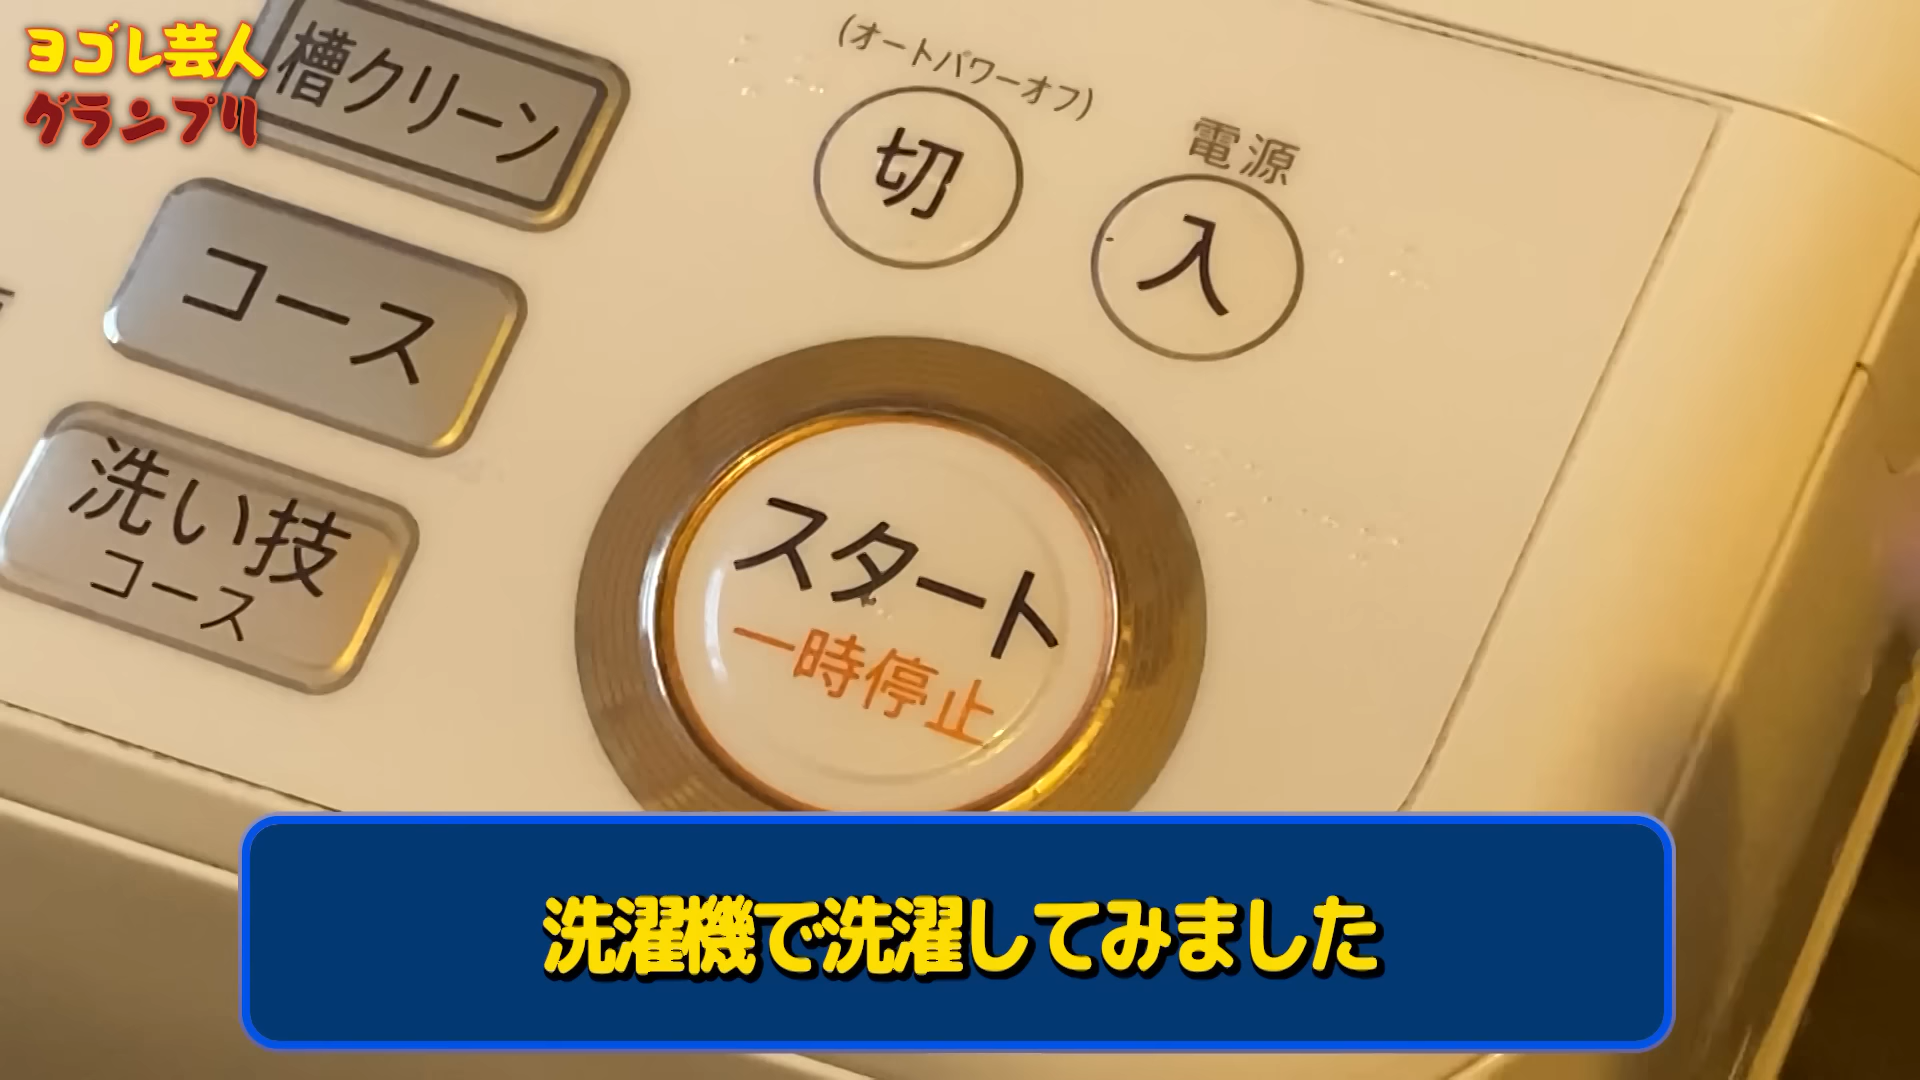 ヨゴレ芸人
グランプリ
槽クリーン
(オートパワーオフ)
切
電源
入
コース
洗い技
コース
スタート
一時停止
洗濯機で洗濯してみました